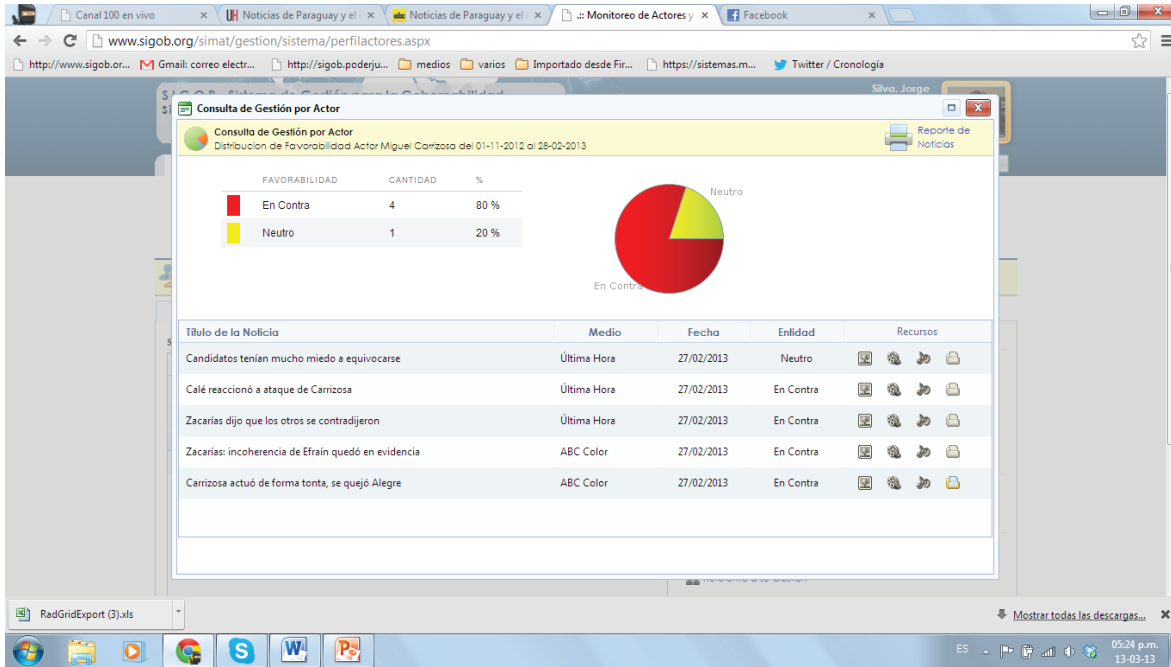 Canal 100 en vivo
Noticias de Paraguay y el
Noticias de Paraguay y el
.:: Monitoreo de Actores y
Facebook
www.sigob.org/simat/gestion/sistema/perfilactores.aspx
http://www.sigob.or...
Gmail: correo electr...
http://sigob.poderju...
medios
varios
Importado desde Fir...
https://sistemas.m...
Twitter / Cronología
Silva, Jorge
Consulta de Gestión por Actor
Consulta de Gestión por Actor
Distribucion de Favorabilidad Actor Miguel Carrizosa del 01-11-2012 al 28-02-2013
Reporte de
Noticias
FAVORABILIDAD CANTIDAD %
En Contra 4 80 %
Neutro 1 20 %
Neutro
En Contra
Título de la Noticia Medio Fecha Entidad Recursos
Candidatos tenían mucho miedo a equivocarse Última Hora 27/02/2013 Neutro
Calé reaccionó a ataque de Carrizosa Última Hora 27/02/2013 En Contra
Zacarías dijo que los otros se contradijeron Última Hora 27/02/2013 En Contra
Zacarías: incoherencia de Efraín quedó en evidencia ABC Color 27/02/2013 En Contra
Carrizosa actuó de forma tonta, se quejó Alegre ABC Color 27/02/2013 En Contra
RadGridExport (3).xls
Mostrar todas las descargas...
ES
05:24 p.m.
13-03-13